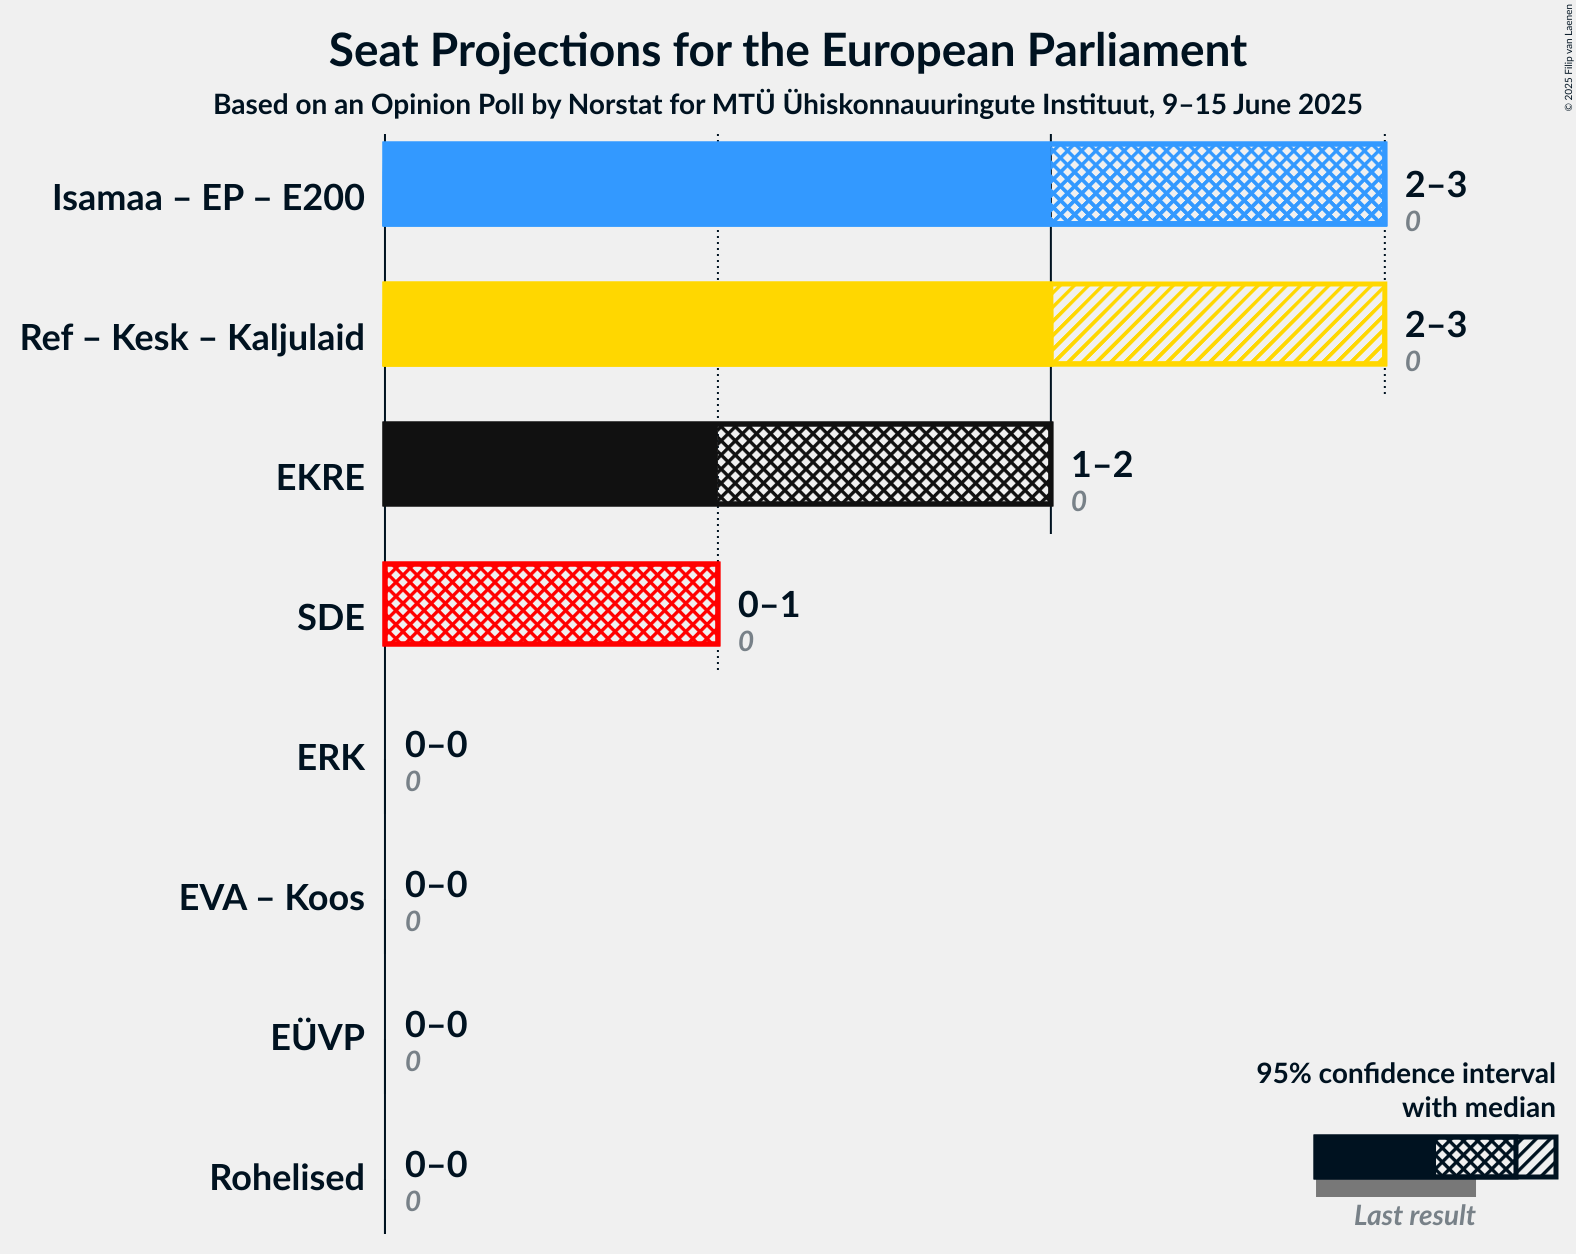 Seat Projections for the European Parliament
Based on an Opinion Poll by Norstat for MTÜ Ühiskonnauuringute Instituut, 9–15 June 2025
© 2025 Filip van Laenen
Isamaa – EP – E200
2–3
0
Ref – Kesk – Kaljulaid
2–3
0
EKRE
1–2
0
SDE
0–1
0
ERK
0–0
0
EVA – Koos
0–0
0
EÜVP
0–0
0
Rohelised
0–0
0
95% confidence interval
with median
Last result